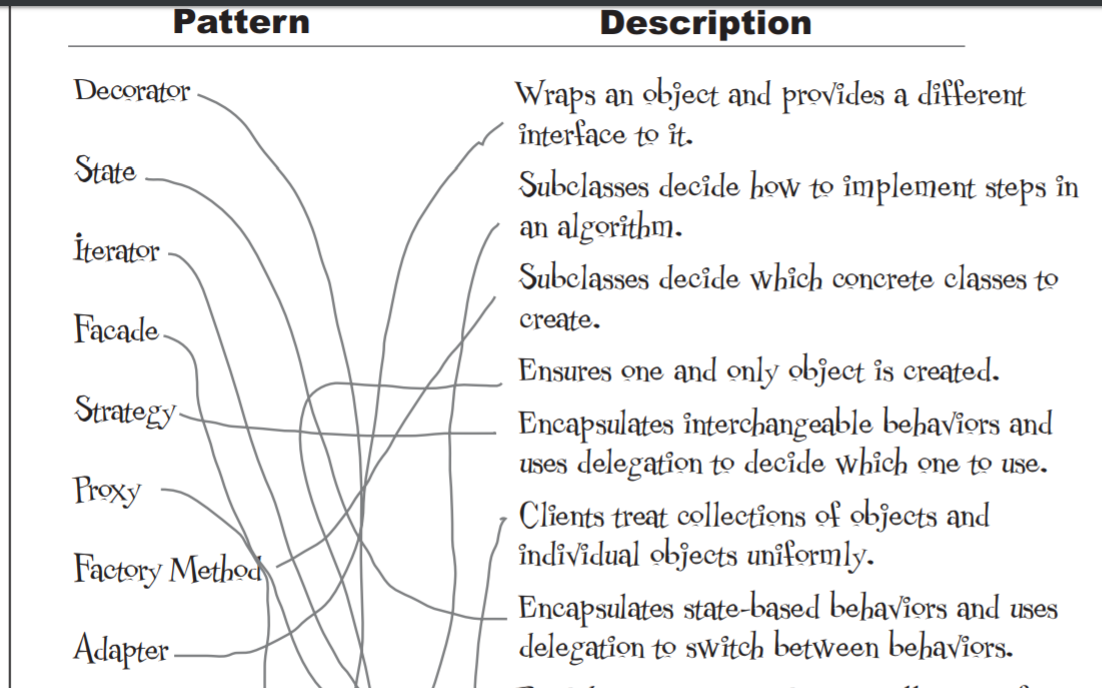 Pattern Description
Decorator
Wraps an object and provides a different
interface to it.
State
Subclasses decide how to implement steps in
an algorithm.
Iterator
Subclasses decide which concrete classes to
create.
Facade
Ensures one and only object is created.
Strategy
Encapsulates interchangeable behaviors and
uses delegation to decide which one to use.
Proxy
Clients treat collections of objects and
individual objects uniformly.
Factory Method
Encapsulates state-based behaviors and uses
delegation to switch between behaviors.
Adapter